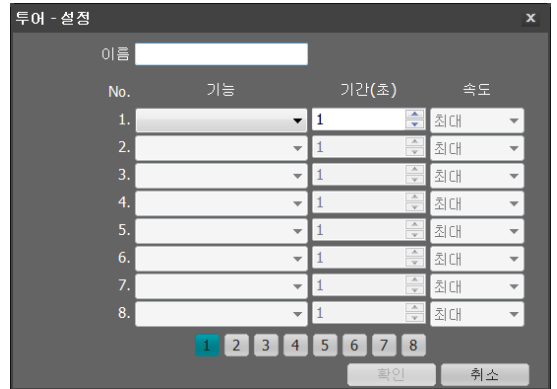 투어 - 설정 x
이름
No. 기능 기간(초) 속도
1. 1 최대
2. 1 최대
3. 1 최대
4. 1 최대
5. 1 최대
6. 1 최대
7. 1 최대
8. 1 최대
1 2 3 4 5 6 7 8
확인 취소